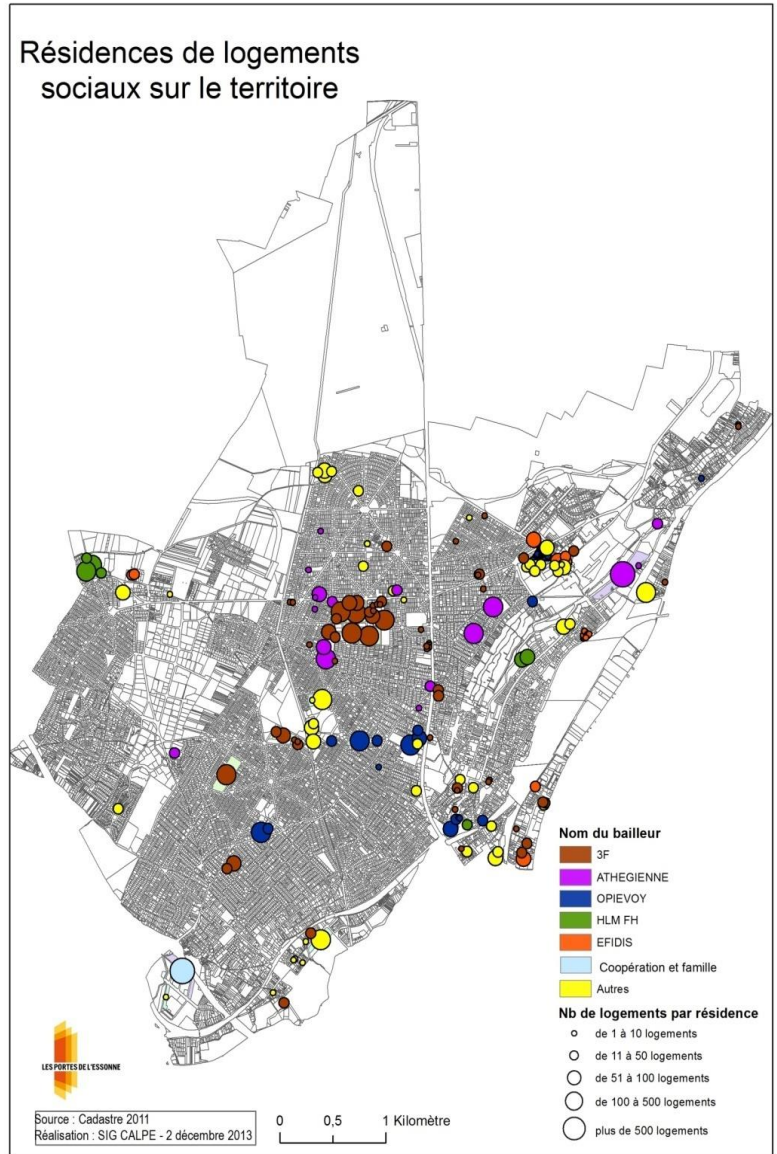 Résidences de logements
sociaux sur le territoire
Nom du bailleur
3F
ATHEGIENNE
OPIEVOY
HLM FH
EFIDIS
Coopération et famille
Autres
Nb de logements par résidence
de 1 à 10 logements
de 11 à 50 logements
de 51 à 100 logements
de 100 à 500 logements
plus de 500 logements
LES PORTES DE L'ESSONNE
Source : Cadastre 2011
Réalisation : SIG CALPE - 2 décembre 2013
0 0,5 1 Kilomètre